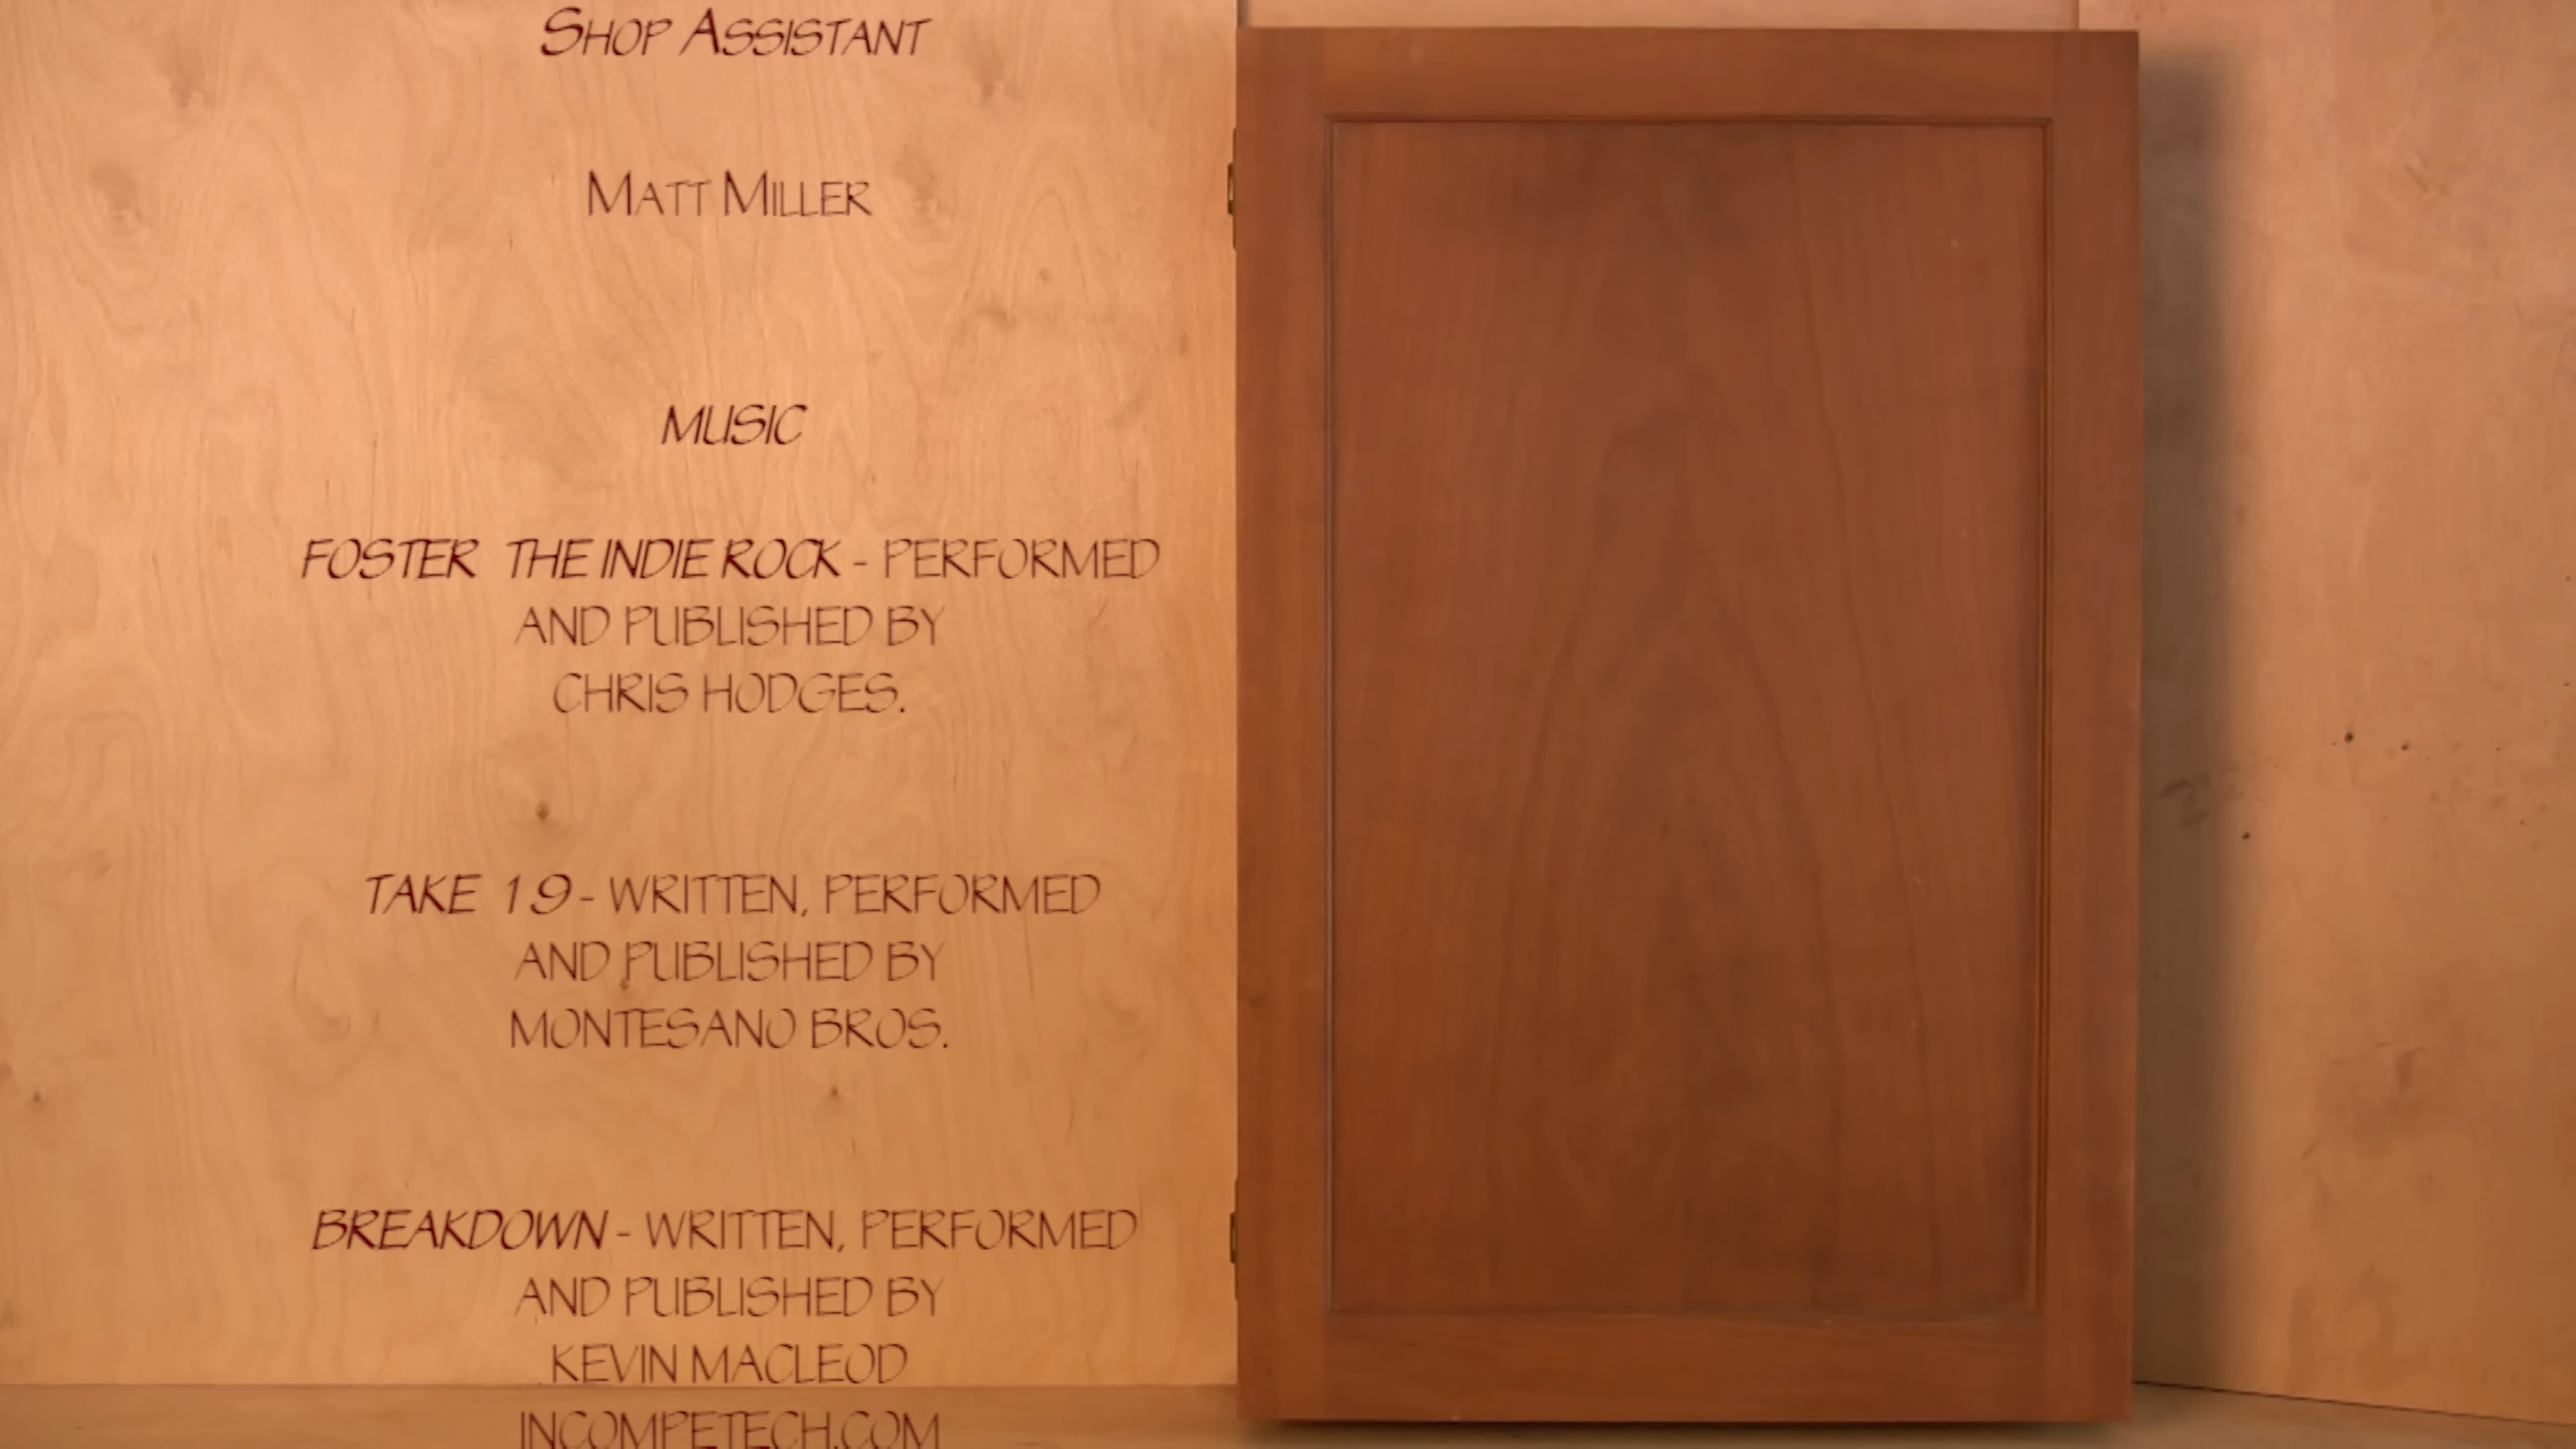 Shop Assistant
Matt Miller
MUSIC
FOSTER THE INDIE ROCK - PERFORMED
AND PUBLISHED BY
CHRIS HODGES.
TAKE 19 - WRITTEN, PERFORMED
AND PUBLISHED BY
MONTESANO BROS.
BREAKDOWN - WRITTEN, PERFORMED
AND PUBLISHED BY
KEVIN MACLEOD
INCOMPETECH.COM